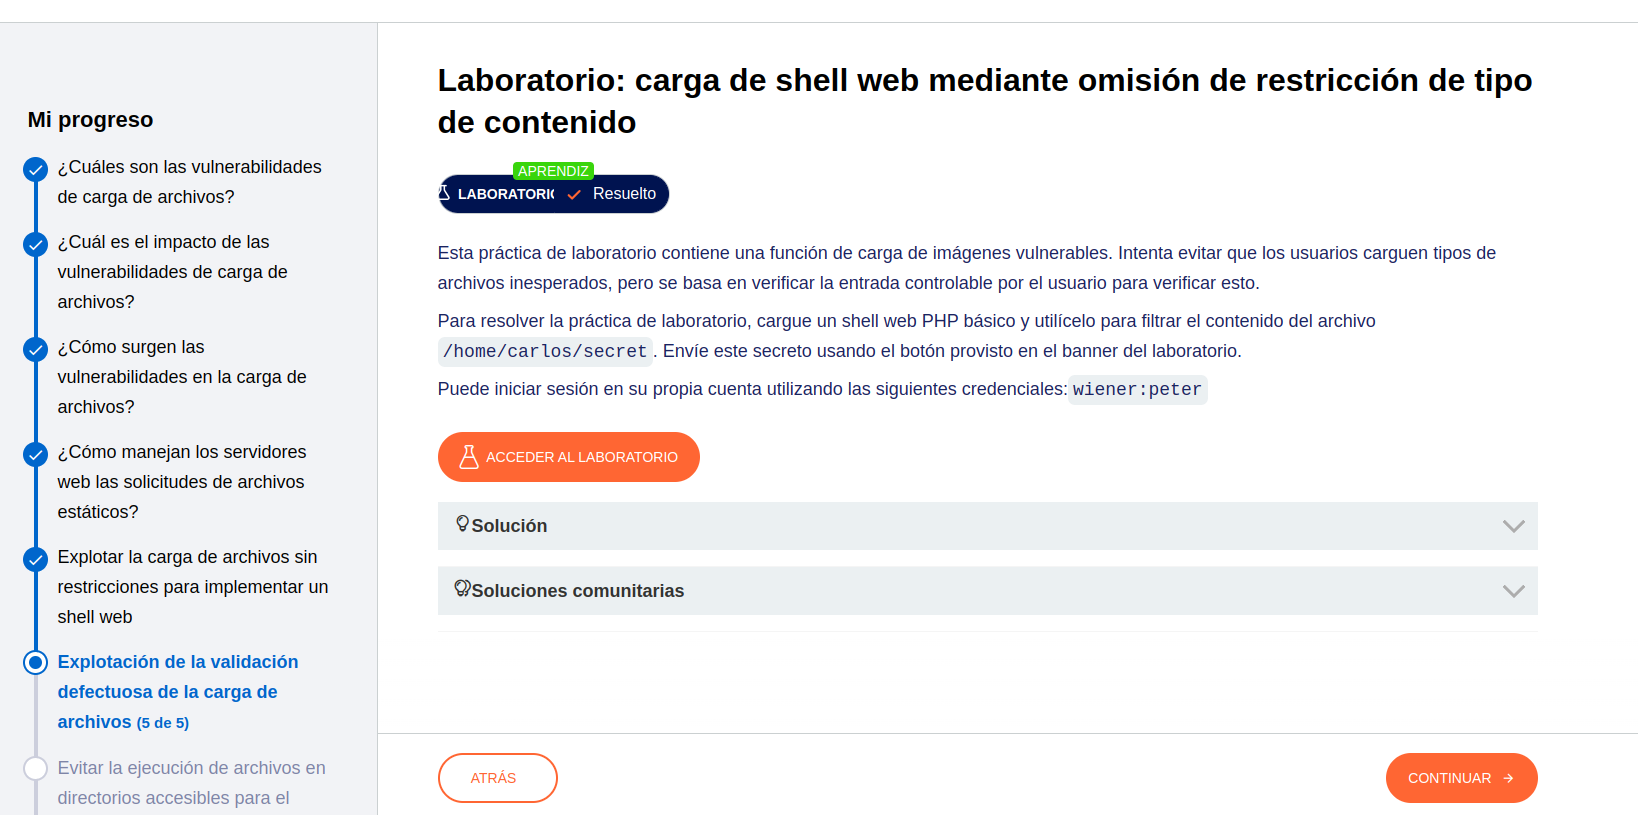 Mi progreso
¿Cuáles son las vulnerabilidades
de carga de archivos?
¿Cuál es el impacto de las
vulnerabilidades de carga de
archivos?
¿Cómo surgen las
vulnerabilidades en la carga de
archivos?
¿Cómo manejan los servidores
web las solicitudes de archivos
estáticos?
Explotar la carga de archivos sin
restricciones para implementar un
shell web
Explotación de la validación
defectuosa de la carga de
archivos (5 de 5)
Evitar la ejecución de archivos en
directorios accesibles para el
Laboratorio: carga de shell web mediante omisión de restricción de tipo
de contenido
APRENDIZ
LABORATORIO Resuelto
Esta práctica de laboratorio contiene una función de carga de imágenes vulnerables. Intenta evitar que los usuarios carguen tipos de
archivos inesperados, pero se basa en verificar la entrada controlable por el usuario para verificar esto.
Para resolver la práctica de laboratorio, cargue un shell web PHP básico y utilícelo para filtrar el contenido del archivo
/home/carlos/secret . Envíe este secreto usando el botón provisto en el banner del laboratorio.
Puede iniciar sesión en su propia cuenta utilizando las siguientes credenciales: wiener:peter
ACCEDER AL LABORATORIO
Solución
Soluciones comunitarias
ATRÁS
CONTINUAR